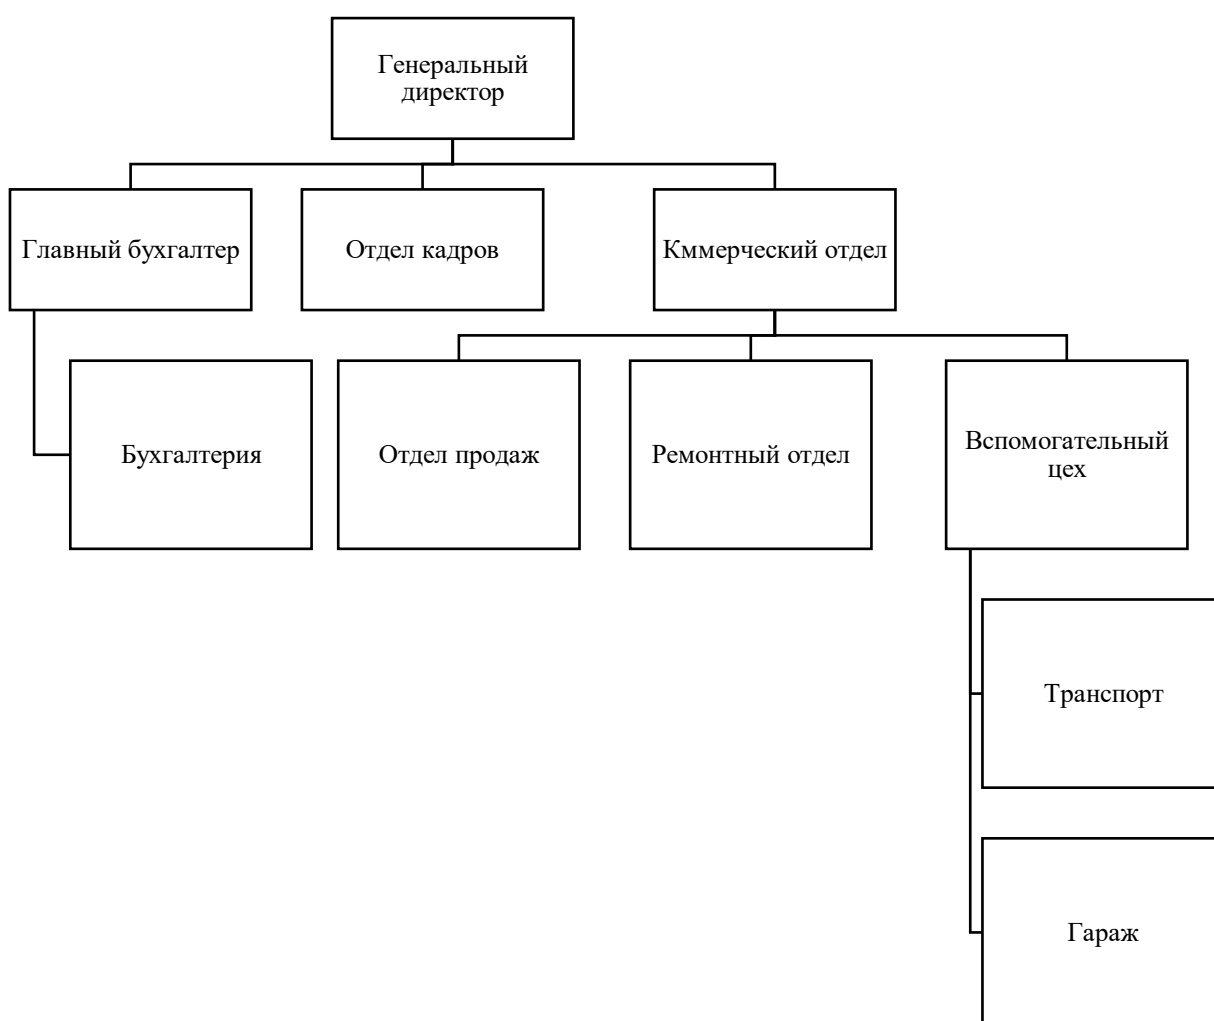 Генеральный
директор
Главный бухгалтер
Отдел кадров
Кммерческий отдел
Бухгалтерия
Отдел продаж
Ремонтный отдел
Вспомогательный
цех
Транспорт
Гараж